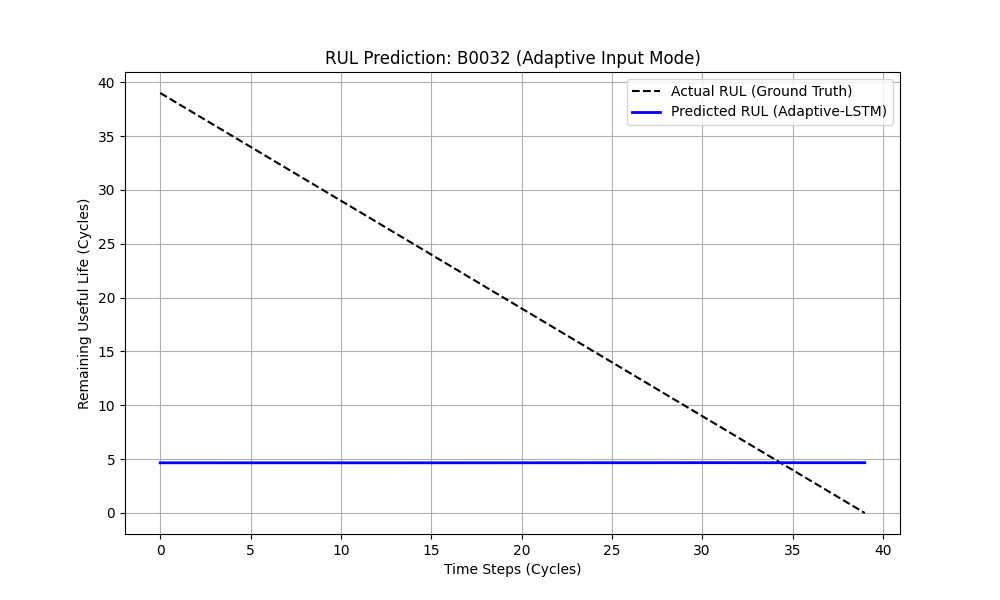 RUL Prediction: B0032 (Adaptive Input Mode)
Actual RUL (Ground Truth)
Predicted RUL (Adaptive-LSTM)
Remaining Useful Life (Cycles)
40
35
30
25
20
15
10
5
0
0 5 10 15 20 25 30 35 40
Time Steps (Cycles)